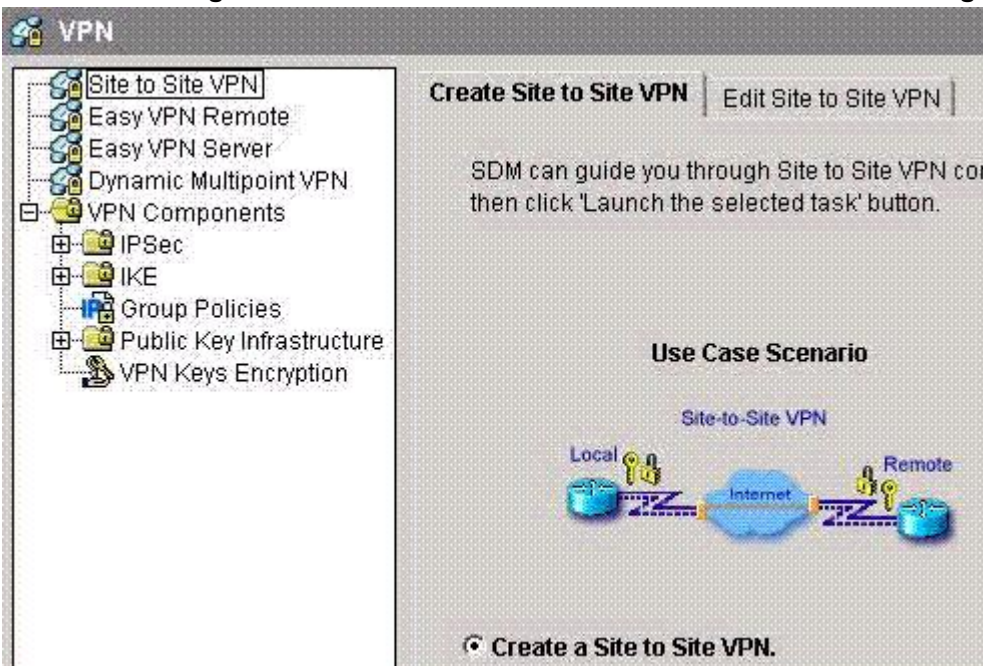 VPN
Site to Site VPN
Easy VPN Remote
Easy VPN Server
Dynamic Multipoint VPN
VPN Components
IPSec
IKE
Group Policies
Public Key Infrastructure
VPN Keys Encryption
Create Site to Site VPN
Edit Site to Site VPN
SDM can guide you through Site to Site VPN
then click 'Launch the selected task' button.
Use Case Scenario
Site-to-Site VPN
Local
Remote
Internet
Create a Site to Site VPN.